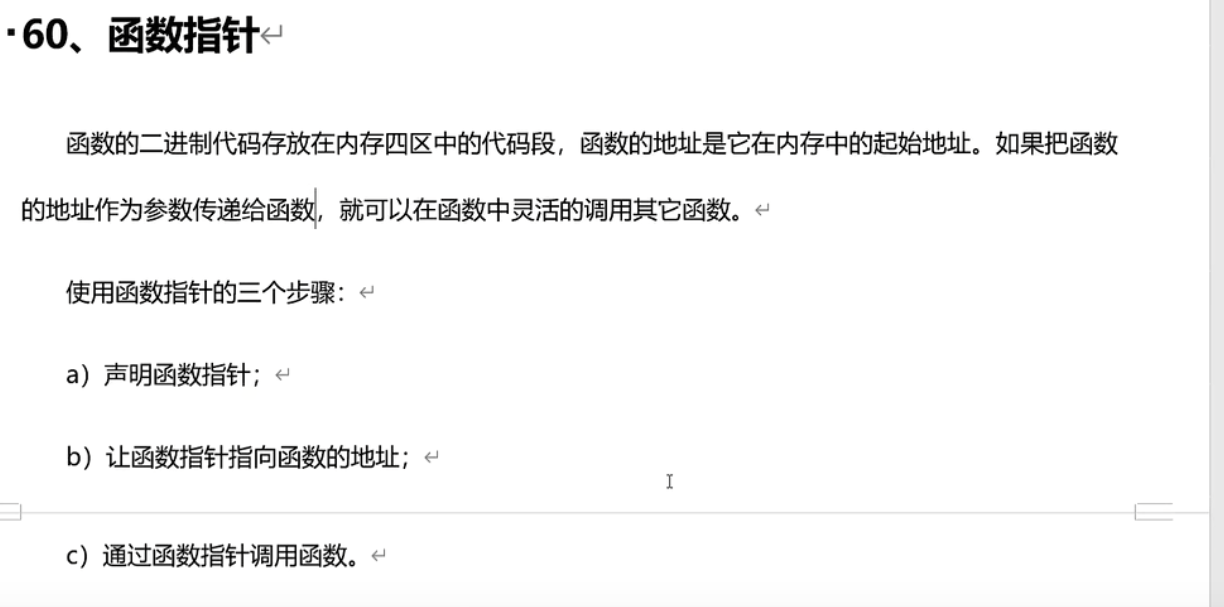 60、函数指针
函数的二进制代码存放在内存四区中的代码段，函数的地址是它在内存中的起始地址。如果把函数
的地址作为参数传递给函数，就可以在函数中灵活的调用其它函数。
使用函数指针的三个步骤：
a）声明函数指针；
b）让函数指针指向函数的地址；
c）通过函数指针调用函数。